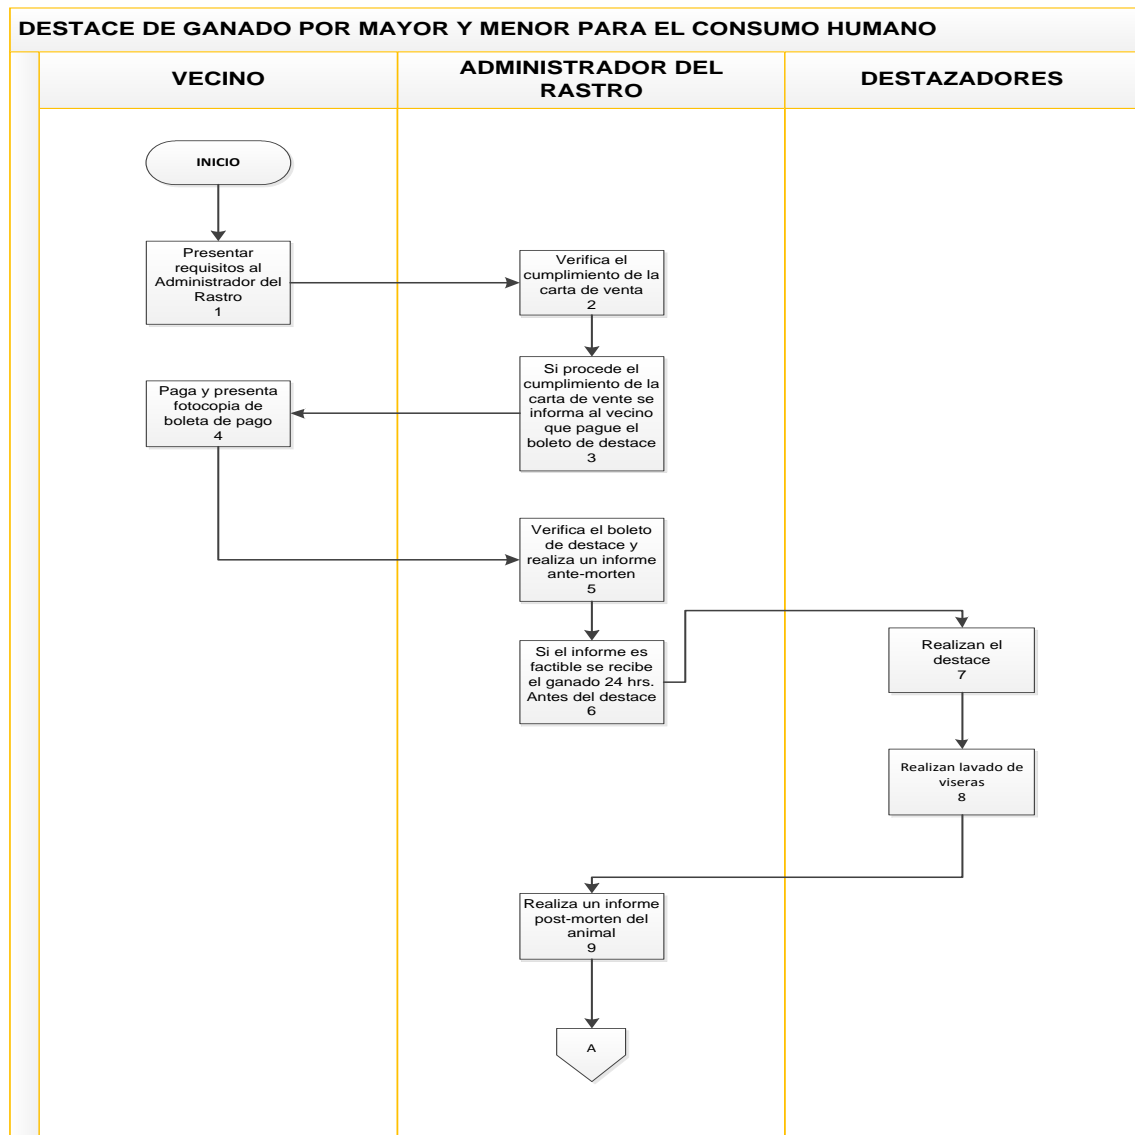 DESTACE DE GANADO POR MAYOR Y MENOR PARA EL CONSUMO HUMANO
VECINO
ADMINISTRADOR DEL
RASTRO
DESTAZADORES
INICIO
Presentar
requisitos al
Administrador del
Rastro
1
Verifica el
cumplimiento de la
carta de venta
2
Si procede el
cumplimiento de la
carta de vente se
informa al vecino
que pague el
boleto de destace
3
Paga y presenta
fotocopia de
boleta de pago
4
Verifica el boleto
de destace y
realiza un informe
ante-morten
5
Si el informe es
factible se recibe
el ganado 24 hrs.
Antes del destace
6
Realizan el
destace
7
Realizan lavado de
viseras
8
Realiza un informe
post-morten del
animal
9
A